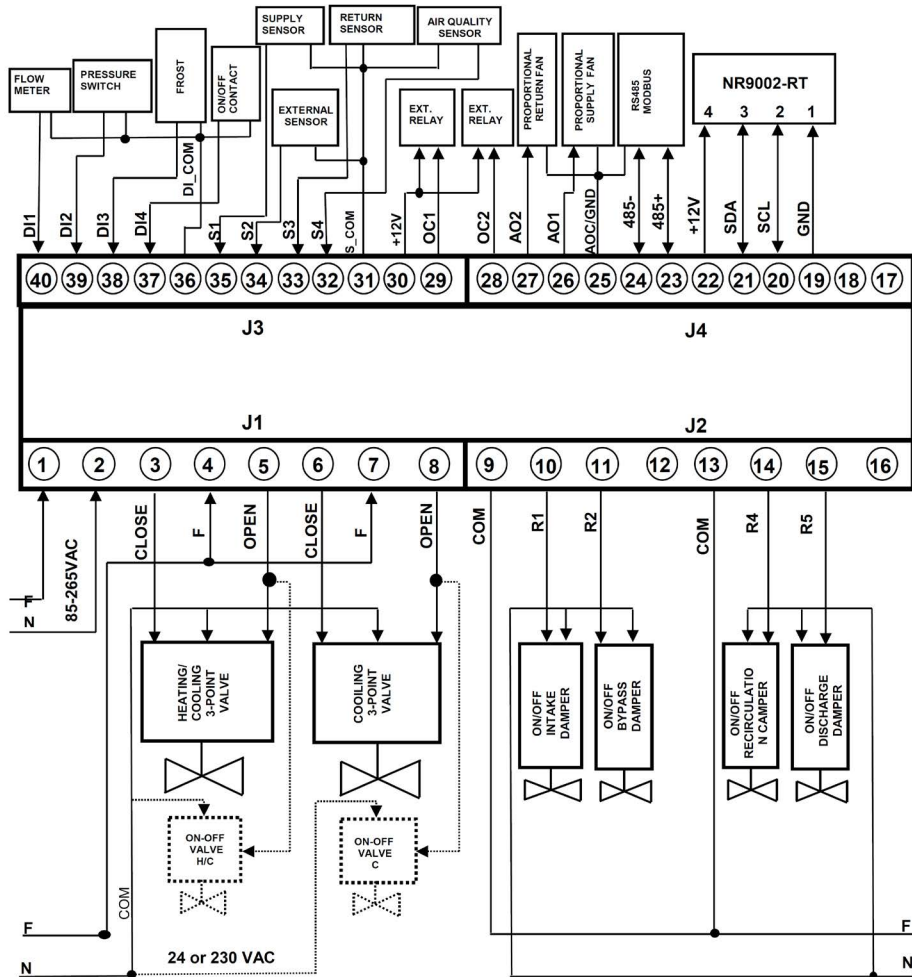 SUPPLY
SENSOR
RETURN
SENSOR
AIR QUALITY
SENSOR
FLOW
METER
PRESSURE
SWITCH
FROST
ON/OFF
CONTACT
EXTERNAL
SENSOR
EXT.
RELAY
EXT.
RELAY
PROPORTIONAL
RETURN FAN
PROPORTIONAL
SUPPLY FAN
RS485
MODBUS
NR9002-RT
4 3 2 1
DI1
DI2
DI3
DI4
DI_COM
S1
S2
S3
S4
S_COM
+12V
OC1
OC2
AO2
AO1
AOC/GND
485-
485+
+12V
SDA
SCL
GND
40 39 38 37 36 35 34 33 32 31 30 29 28 27 26 25 24 23 22 21 20 19 18 17
J3 J4
J1 J2
1 2 3 4 5 6 7 8 9 10 11 12 13 14 15 16
F
N
85-265VAC
CLOSE
F
OPEN
CLOSE
F
OPEN
COM
R1
R2
COM
R4
R5
HEATING/
COOLING
3-POINT
VALVE
COOILING
3-POINT
VALVE
ON/OFF
INTAKE
DAMPER
ON/OFF
BYPASS
DAMPER
ON/OFF
RECIRCULATIO
N CAMPER
ON/OFF
DISCHARGE
DAMPER
ON-OFF
VALVE
H/C
ON-OFF
VALVE
C
COM
F
N
24 or 230 VAC
F
N